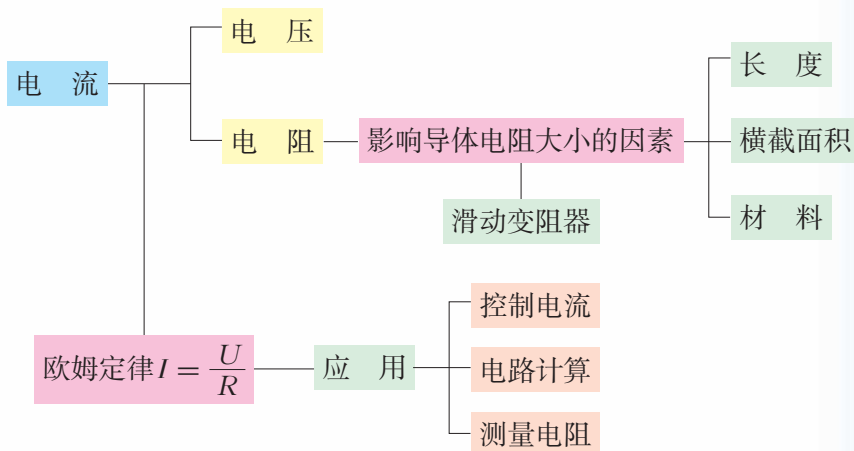 电 压
电 流
长 度
电 阻
影响导体电阻大小的因素
横截面积
滑动变阻器
材 料
控制电流
欧姆定律 I = U/R
应 用
电路计算
测量电阻